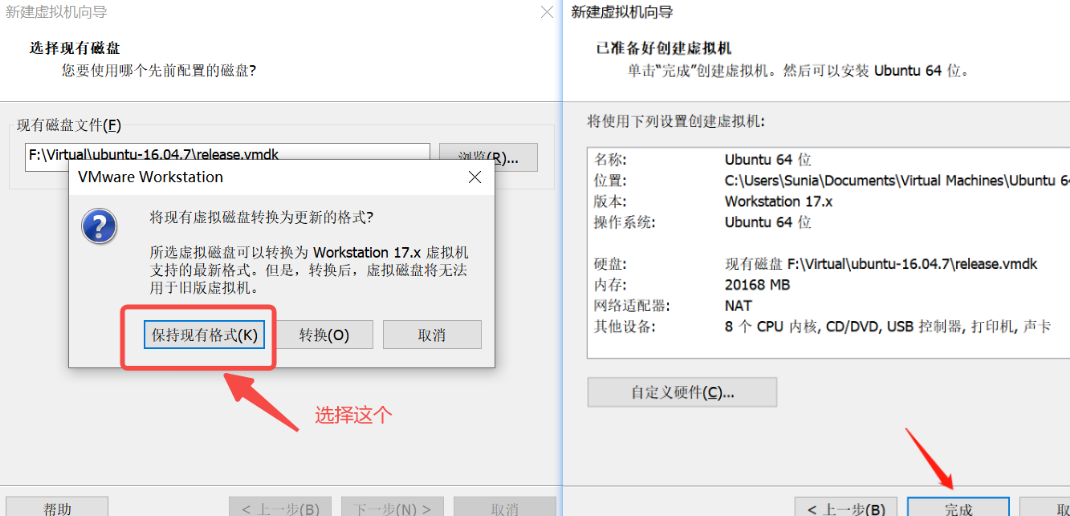 新建虚拟机向导
选择现有磁盘
您要使用哪个先前配置的磁盘?
现有磁盘文件(F)
F:\Virtual\ubuntu-16.04.7\release.vmdk
浏览(R)...
VMware Workstation
将现有虚拟磁盘转换为更新的格式?
所选虚拟磁盘可以转换为 Workstation 17.x 虚拟机
支持的最新格式。但是，转换后，虚拟磁盘将无法
用于旧版虚拟机。
保持现有格式(K)
转换(O)
取消
选择这个
帮助
< 上一步(B)
下一步(N) >
取消
新建虚拟机向导
已准备好创建虚拟机
单击“完成”创建虚拟机。然后可以安装 Ubuntu 64 位。
将使用下列设置创建虚拟机:
名称: Ubuntu 64 位
位置: C:\Users\Sunia\Documents\Virtual Machines\Ubuntu 64
版本: Workstation 17.x
操作系统: Ubuntu 64 位
硬盘: 现有磁盘 F:\Virtual\ubuntu-16.04.7\release.vmdk
内存: 20168 MB
网络适配器: NAT
其他设备: 8 个 CPU 内核, CD/DVD, USB 控制器, 打印机, 声卡
自定义硬件(C)...
< 上一步(B)
完成
取